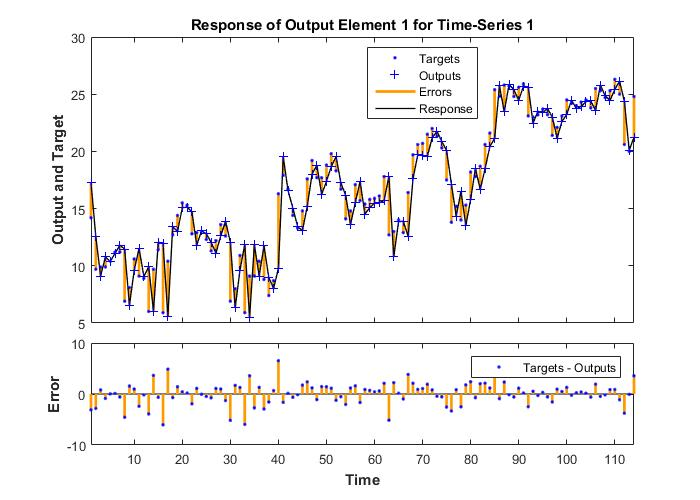 Response of Output Element 1 for Time-Series 1
30
25
20
15
10
5
Output and Target
Targets
Outputs
Errors
Response
10
0
-10
Error
Targets - Outputs
10 20 30 40 50 60 70 80 90 100 110
Time